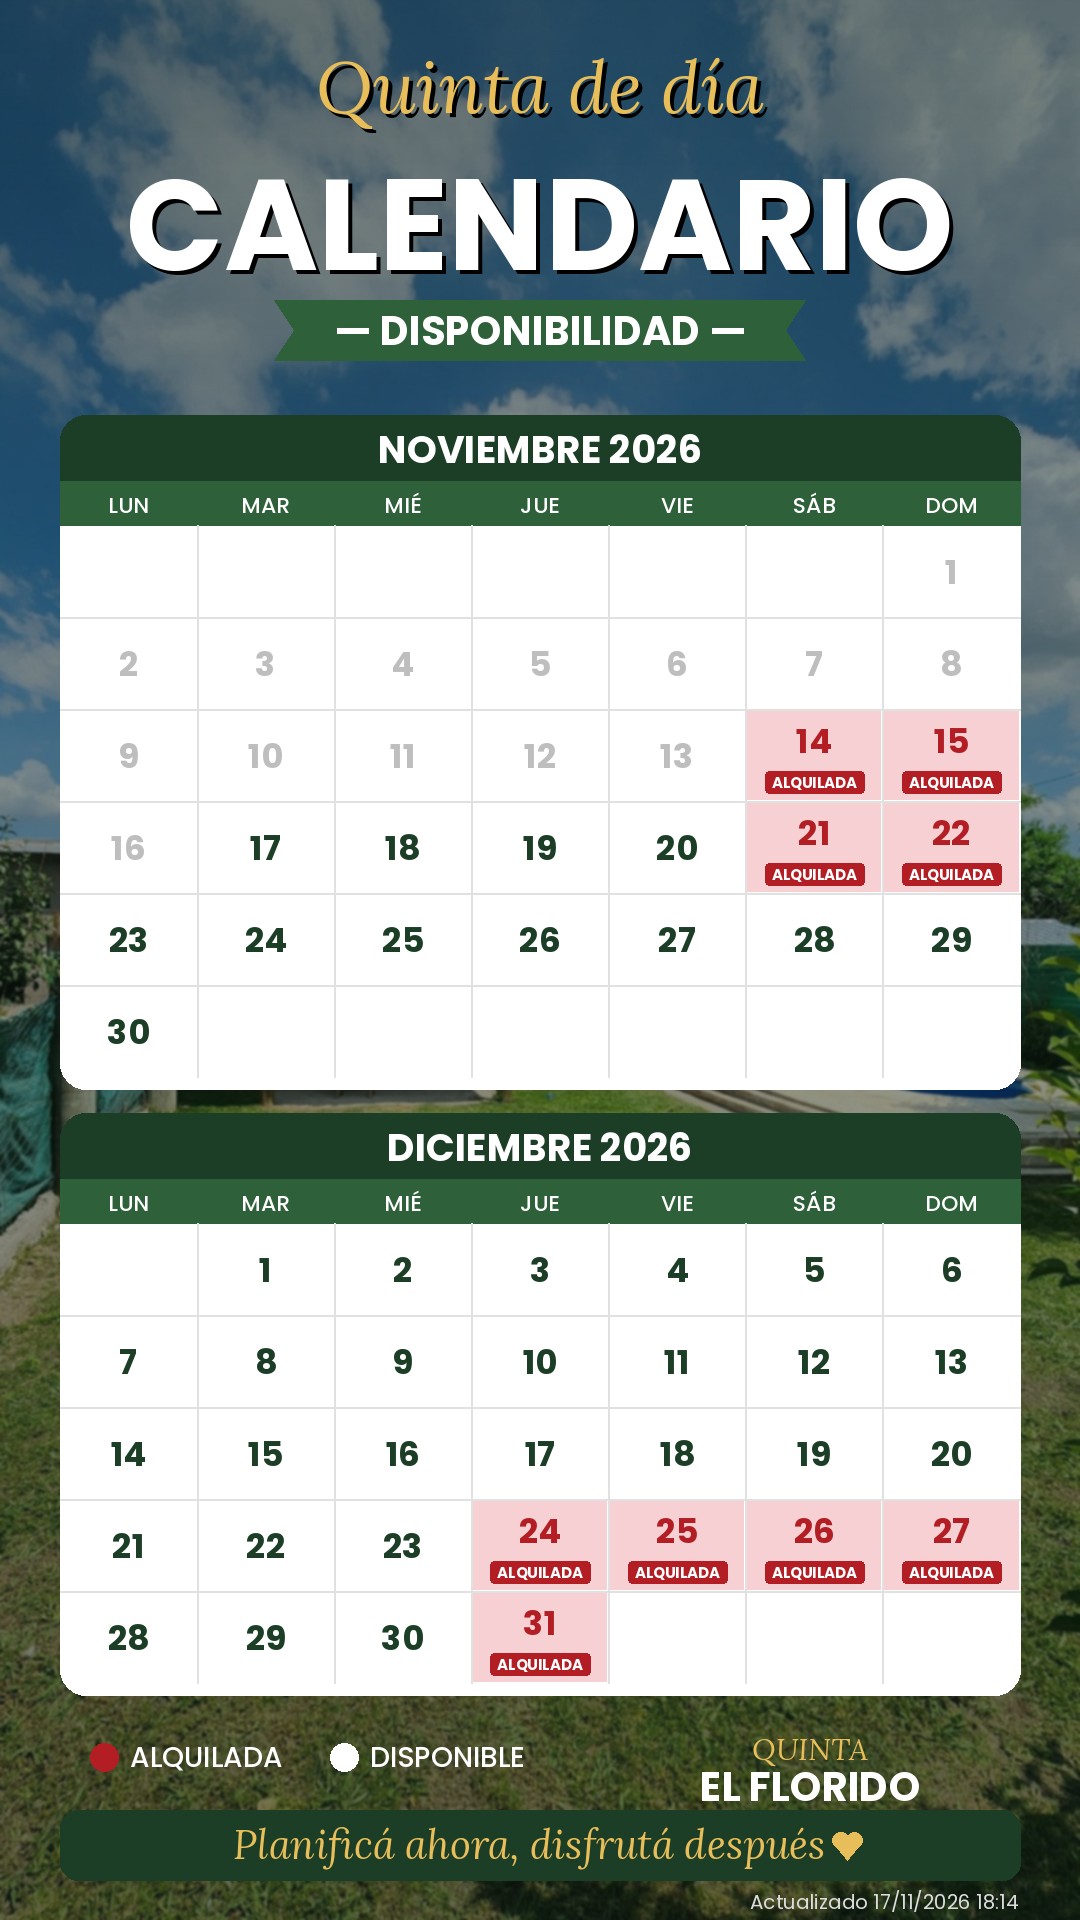 Quinta de día
CALENDARIO
— DISPONIBILIDAD —
NOVIEMBRE 2026
LUN MAR MIÉ JUE VIE SÁB DOM
1
2 3 4 5 6 7 8
9 10 11 12 13 14 15
ALQUILADA ALQUILADA
16 17 18 19 20 21 22
ALQUILADA ALQUILADA
23 24 25 26 27 28 29
30
DICIEMBRE 2026
LUN MAR MIÉ JUE VIE SÁB DOM
1 2 3 4 5 6
7 8 9 10 11 12 13
14 15 16 17 18 19 20
21 22 23 24 25 26 27
ALQUILADA ALQUILADA ALQUILADA ALQUILADA
28 29 30 31
ALQUILADA
ALQUILADA DISPONIBLE
QUINTA
EL FLORIDO
Planificá ahora, disfrutá después
Actualizado 17/11/2026 18:14